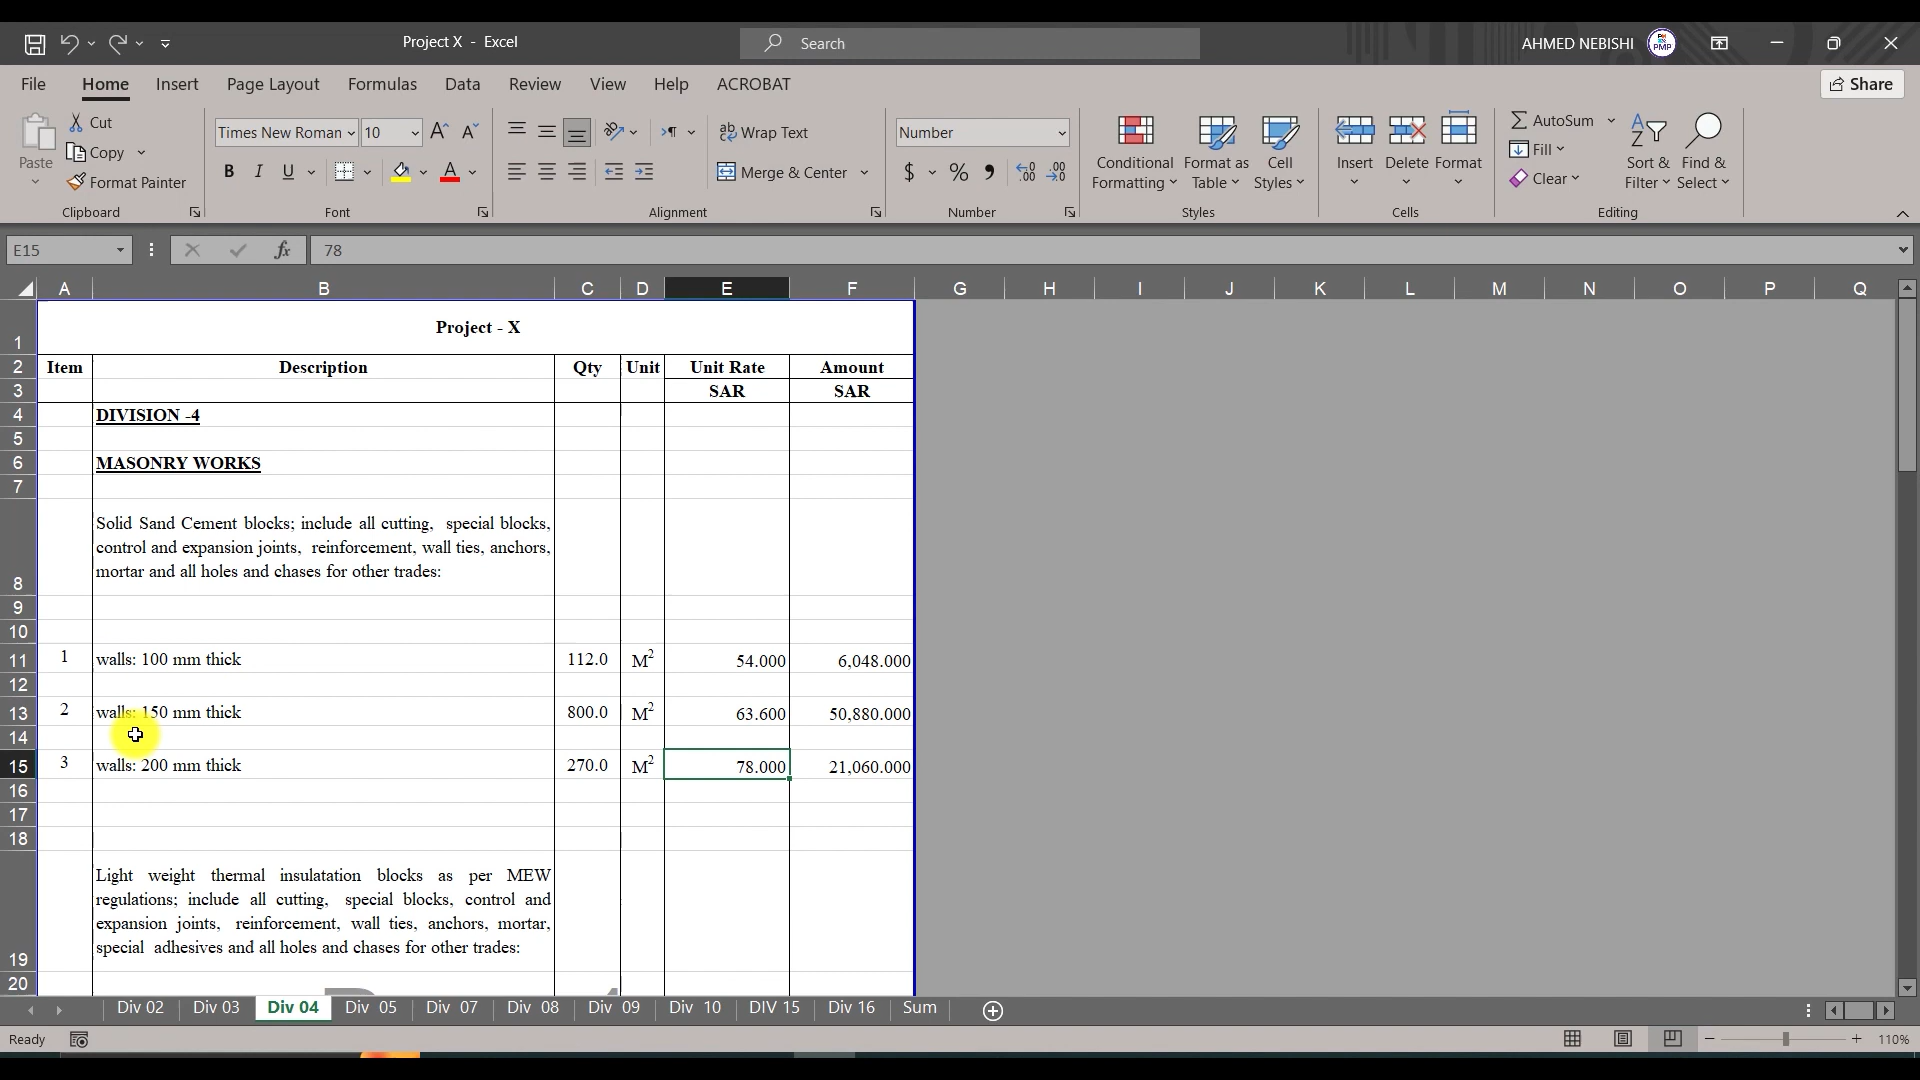 Project X - Excel
Search
AHMED NEBISHI
File Home Insert Page Layout Formulas Data Review View Help ACROBAT
Share
Paste
Cut
Copy
Format Painter
Clipboard
Times New Roman 10
B I U
Font
Wrap Text
Merge & Center
Alignment
Number
$ %
Number
Conditional Formatting
Format as Table
Cell Styles
Styles
Insert Delete Format
Cells
AutoSum
Fill
Clear
Sort & Filter
Find & Select
Editing
E15 fx 78
A B C D E F G H I J K L M N O P Q
1 Project - X
2 Item Description Qty Unit Unit Rate Amount
3 SAR SAR
4 DIVISION -4
5
6 MASONRY WORKS
7
Solid Sand Cement blocks; include all cutting, special blocks,
control and expansion joints, reinforcement, wall ties, anchors,
8 mortar and all holes and chases for other trades:
9
10
11 1 walls: 100 mm thick 112.0 M² 54.000 6,048.000
12
13 2 walls: 150 mm thick 800.0 M² 63.600 50,880.000
14
15 3 walls: 200 mm thick 270.0 M² 78.000 21,060.000
16
17
18
Light weight thermal insulatation blocks as per MEW
regulations; include all cutting, special blocks, control and
expansion joints, reinforcement, wall ties, anchors, mortar,
19 special adhesives and all holes and chases for other trades:
20
Div 02 Div 03 Div 04 Div 05 Div 07 Div 08 Div 09 Div 10 DIV 15 Div 16 Sum
Ready
110%